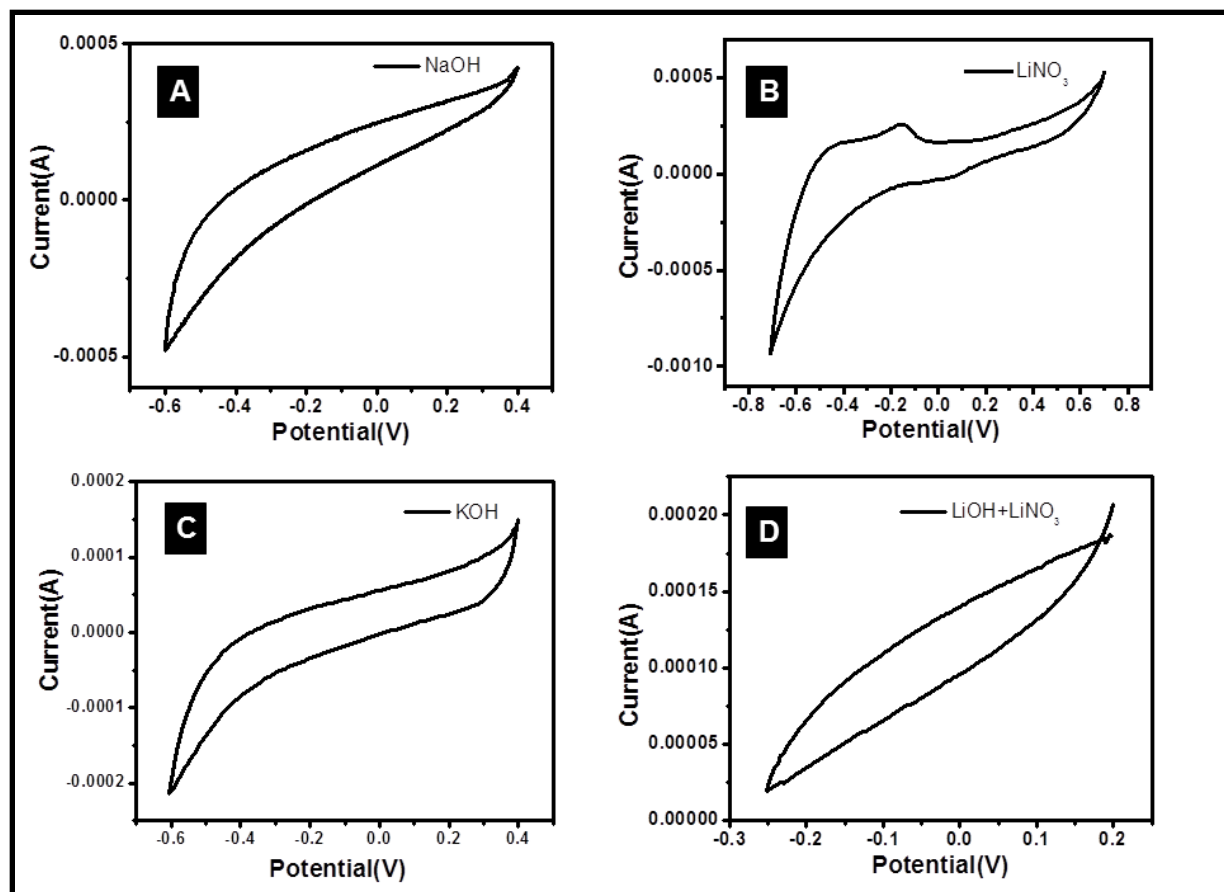 A
NaOH
0.0005
0.0000
-0.0005
Current(A)
-0.6 -0.4 -0.2 0.0 0.2 0.4
Potential(V)
B
LiNO3
0.0005
0.0000
-0.0005
-0.0010
Current(A)
-0.8 -0.6 -0.4 -0.2 0.0 0.2 0.4 0.6 0.8
Potential(V)
C
KOH
0.0002
0.0001
0.0000
-0.0001
-0.0002
Current(A)
-0.6 -0.4 -0.2 0.0 0.2 0.4
Potential(V)
D
LiOH+LiNO3
0.00020
0.00015
0.00010
0.00005
0.00000
Current(A)
-0.3 -0.2 -0.1 0.0 0.1 0.2
Potential(V)